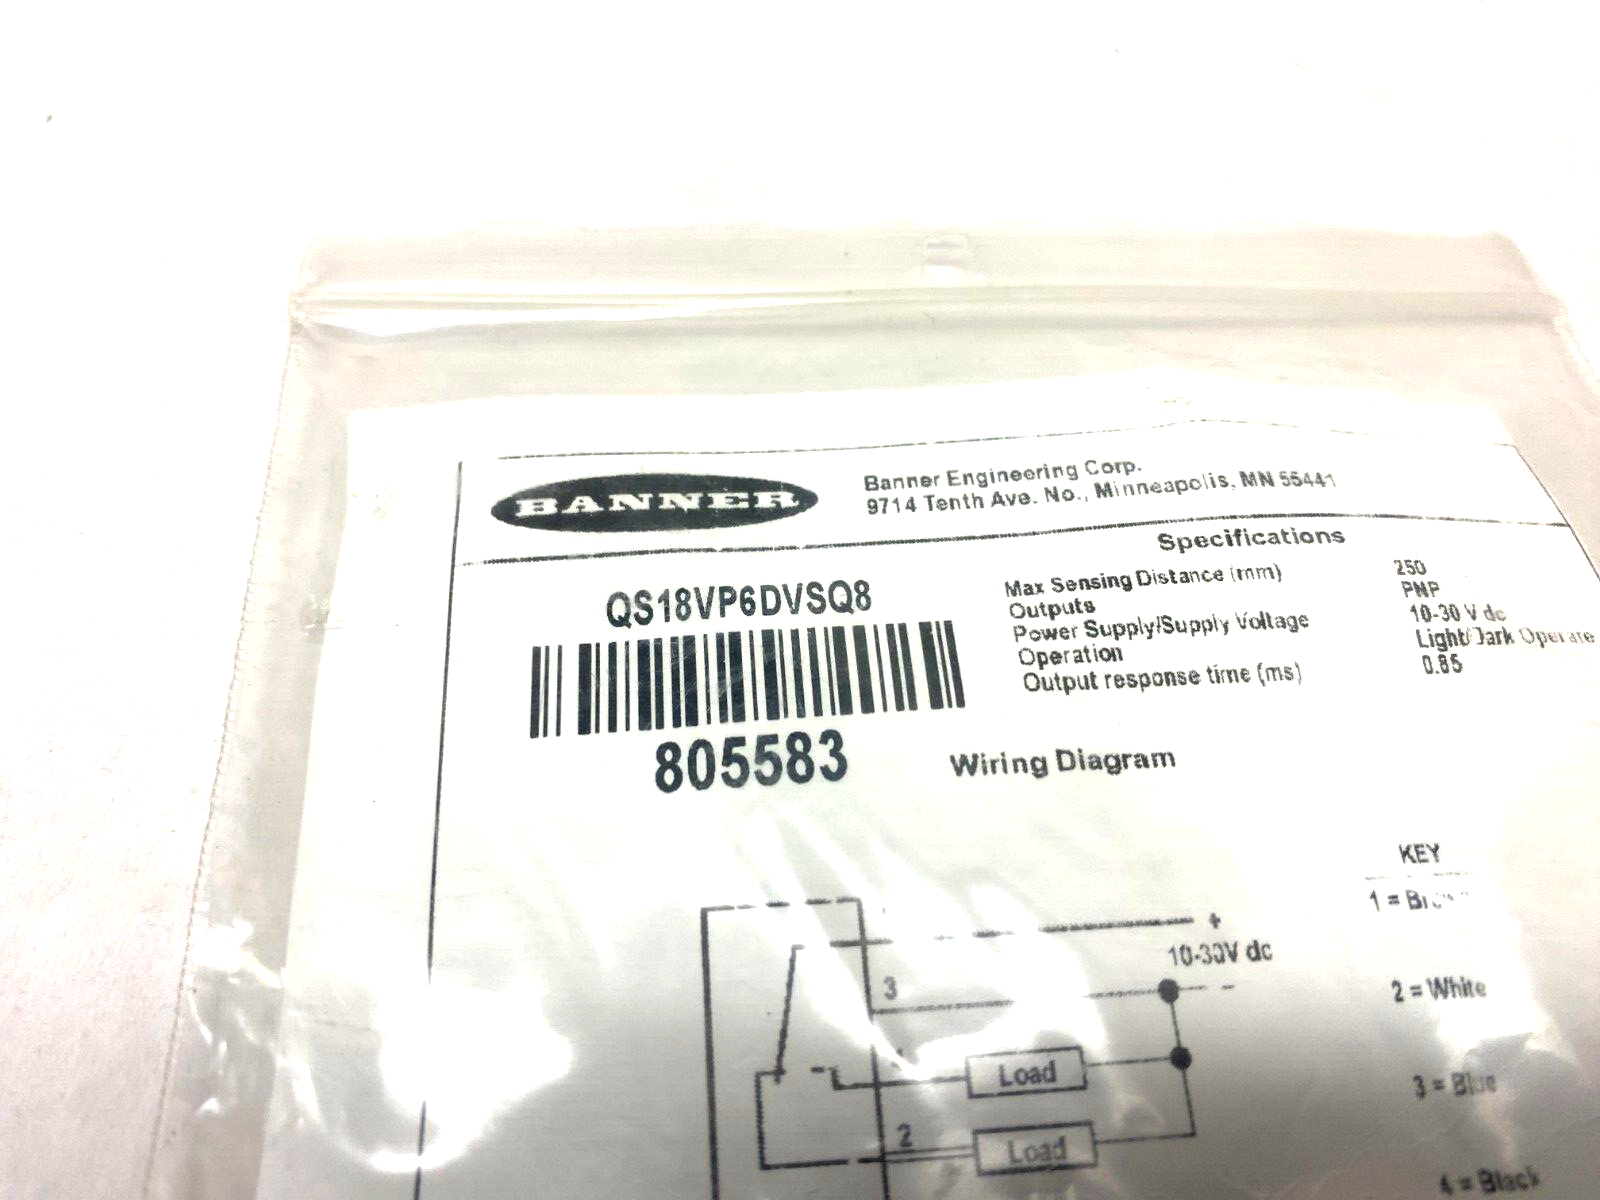 BANNER
Banner Engineering Corp.
9714 Tenth Ave. No., Minneapolis, MN 55441
Specifications
QS18VP6DVSQ8
805583
Max Sensing Distance (mm) 250
Outputs PNP
Power Supply/Supply Voltage 10-30 V dc
Operation Light/Dark Operate
Output response time (ms) 0.85
Wiring Diagram
KEY
1 =
+
10-30V dc
3
2 = White
Load
3 = Blue
2
Load
4 = Black